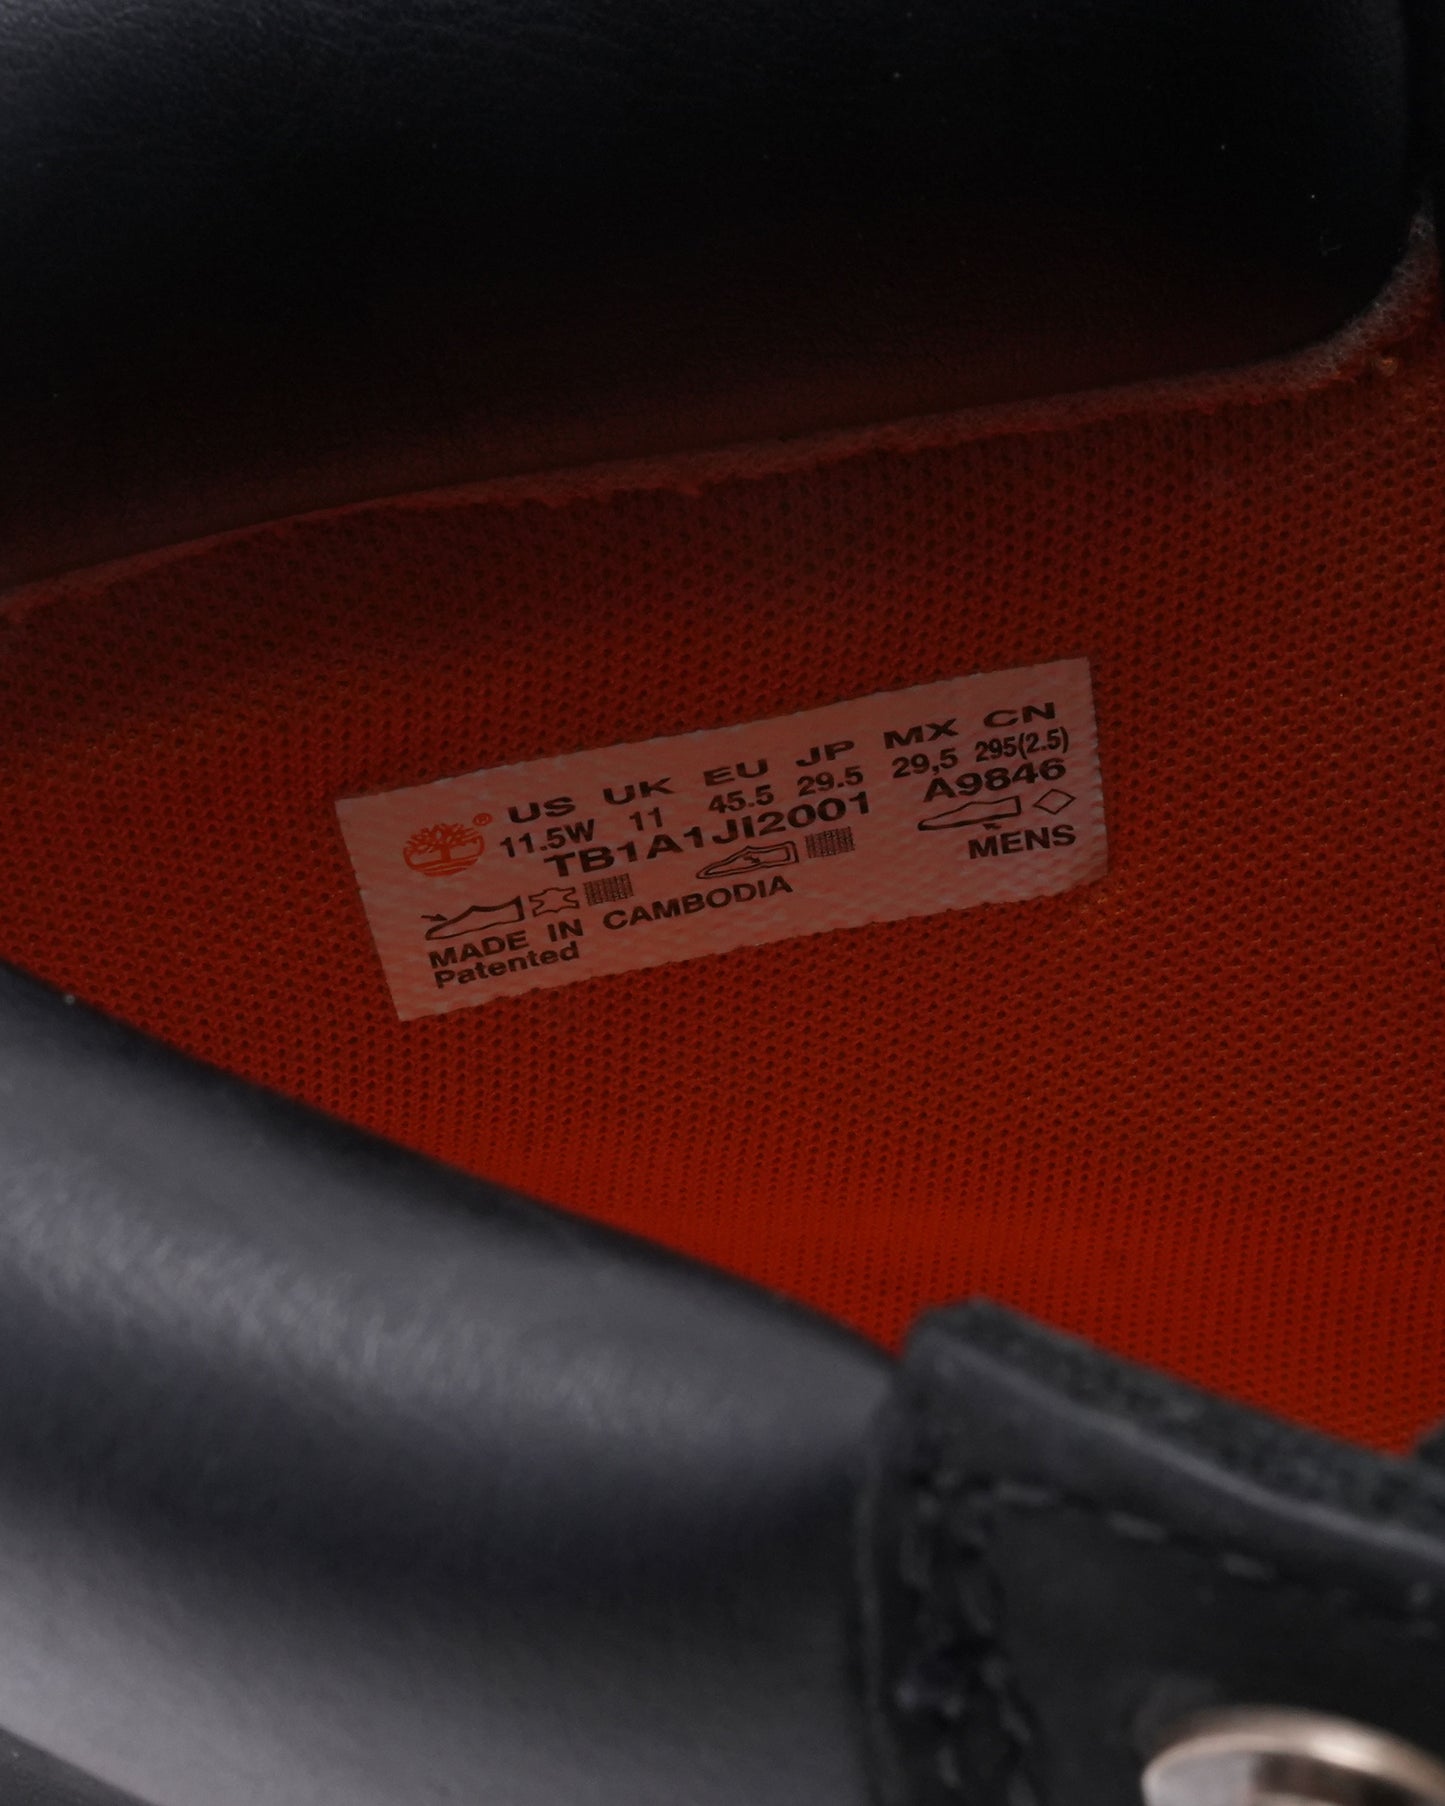 ® US UK EU JP MX CN
11.5W 11 45.5 29.5 29,5 295(2.5)
TB1A1JI2001 A9846
MENS
MADE IN CAMBODIA
Patented